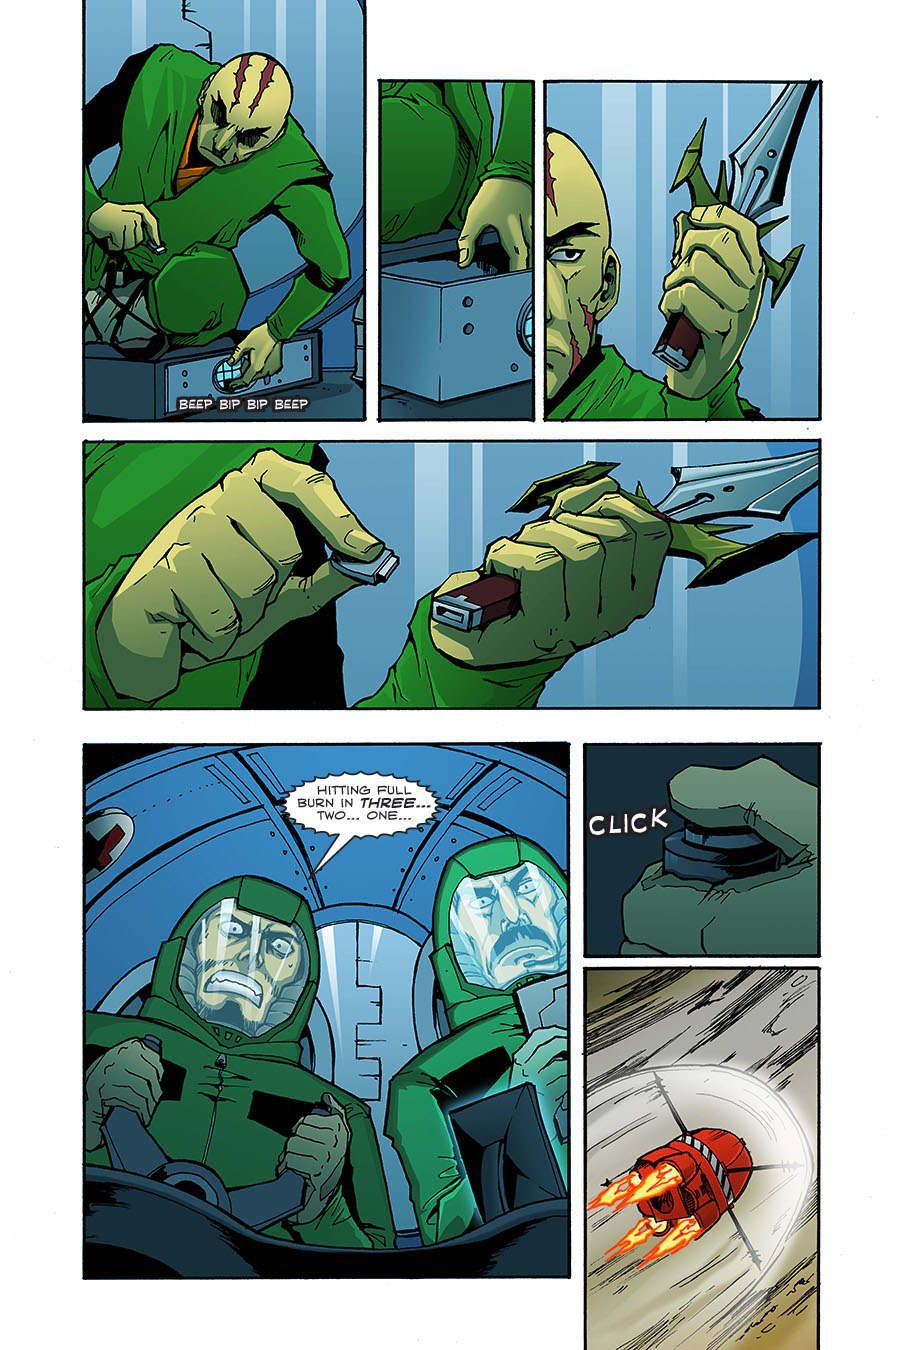 BEEP BIP BIP BEEP
HITTING FULL
BURN IN THREE...
TWO... ONE...
CLICK